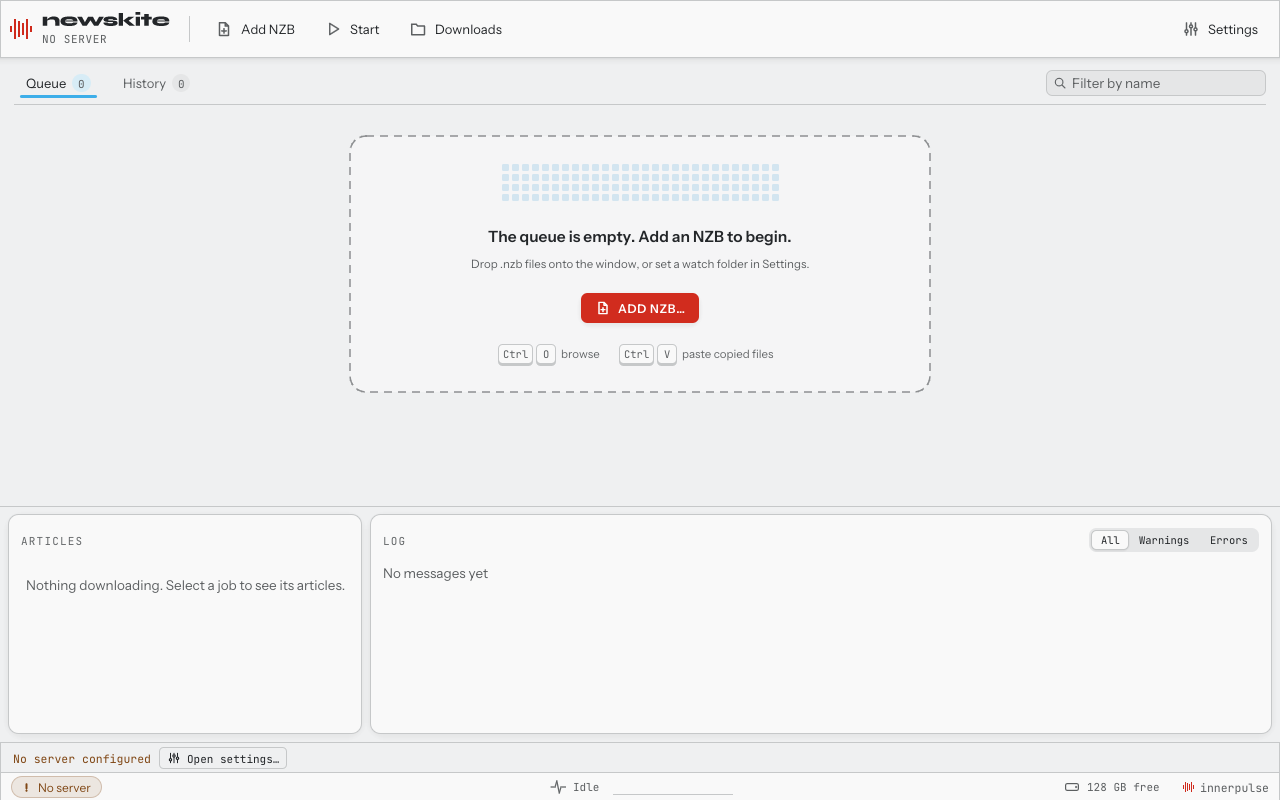 newskite
NO SERVER
Add NZB
Start
Downloads
Settings
Queue 0
History 0
Filter by name
The queue is empty. Add an NZB to begin.
Drop .nzb files onto the window, or set a watch folder in Settings.
ADD NZB…
Ctrl O browse
Ctrl V paste copied files
ARTICLES
Nothing downloading. Select a job to see its articles.
LOG
All
Warnings
Errors
No messages yet
No server configured
Open settings…
! No server
Idle
128 GB free
innerpulse